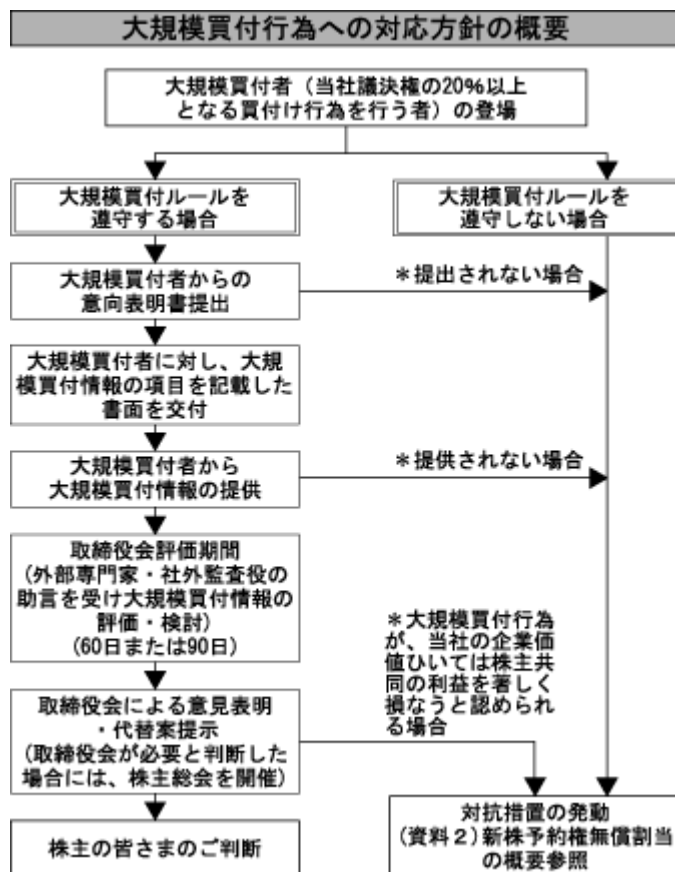 大規模買付行為への対応方針の概要
大規模買付者（当社議決権の20%以上
となる買付け行為を行う者）の登場
大規模買付ルールを
遵守する場合
大規模買付ルールを
遵守しない場合
大規模買付者からの
意向表明書提出
＊提出されない場合
大規模買付者に対し、大規
模買付情報の項目を記載した
書面を交付
大規模買付者から
大規模買付情報の提供
＊提供されない場合
取締役会評価期間
(外部専門家・社外監査役の
助言を受け大規模買付情報の
評価・検討)
(60日または90日)
＊大規模買付行為
が、当社の企業価
値ひいては株主共
同の利益を著しく
損なうと認められ
る場合
取締役会による意見表明
・代替案提示
(取締役会が必要と判断した
場合には、株主総会を開催)
株主の皆さまのご判断
対抗措置の発動
(資料２)新株予約権無償割当
の概要参照